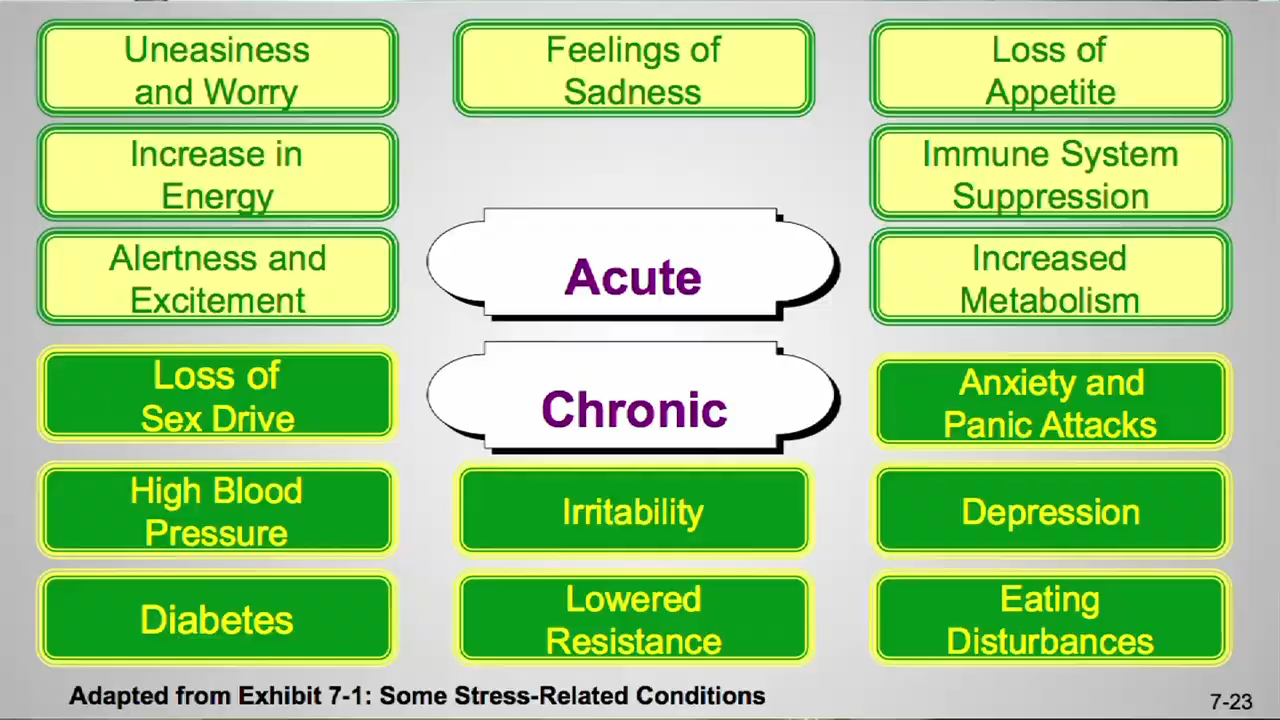 Uneasiness
and Worry
Feelings of
Sadness
Loss of
Appetite
Increase in
Energy
Immune System
Suppression
Alertness and
Excitement
Acute
Increased
Metabolism
Loss of
Sex Drive
Chronic
Anxiety and
Panic Attacks
High Blood
Pressure
Irritability
Depression
Diabetes
Lowered
Resistance
Eating
Disturbances
Adapted from Exhibit 7-1: Some Stress-Related Conditions
7-23